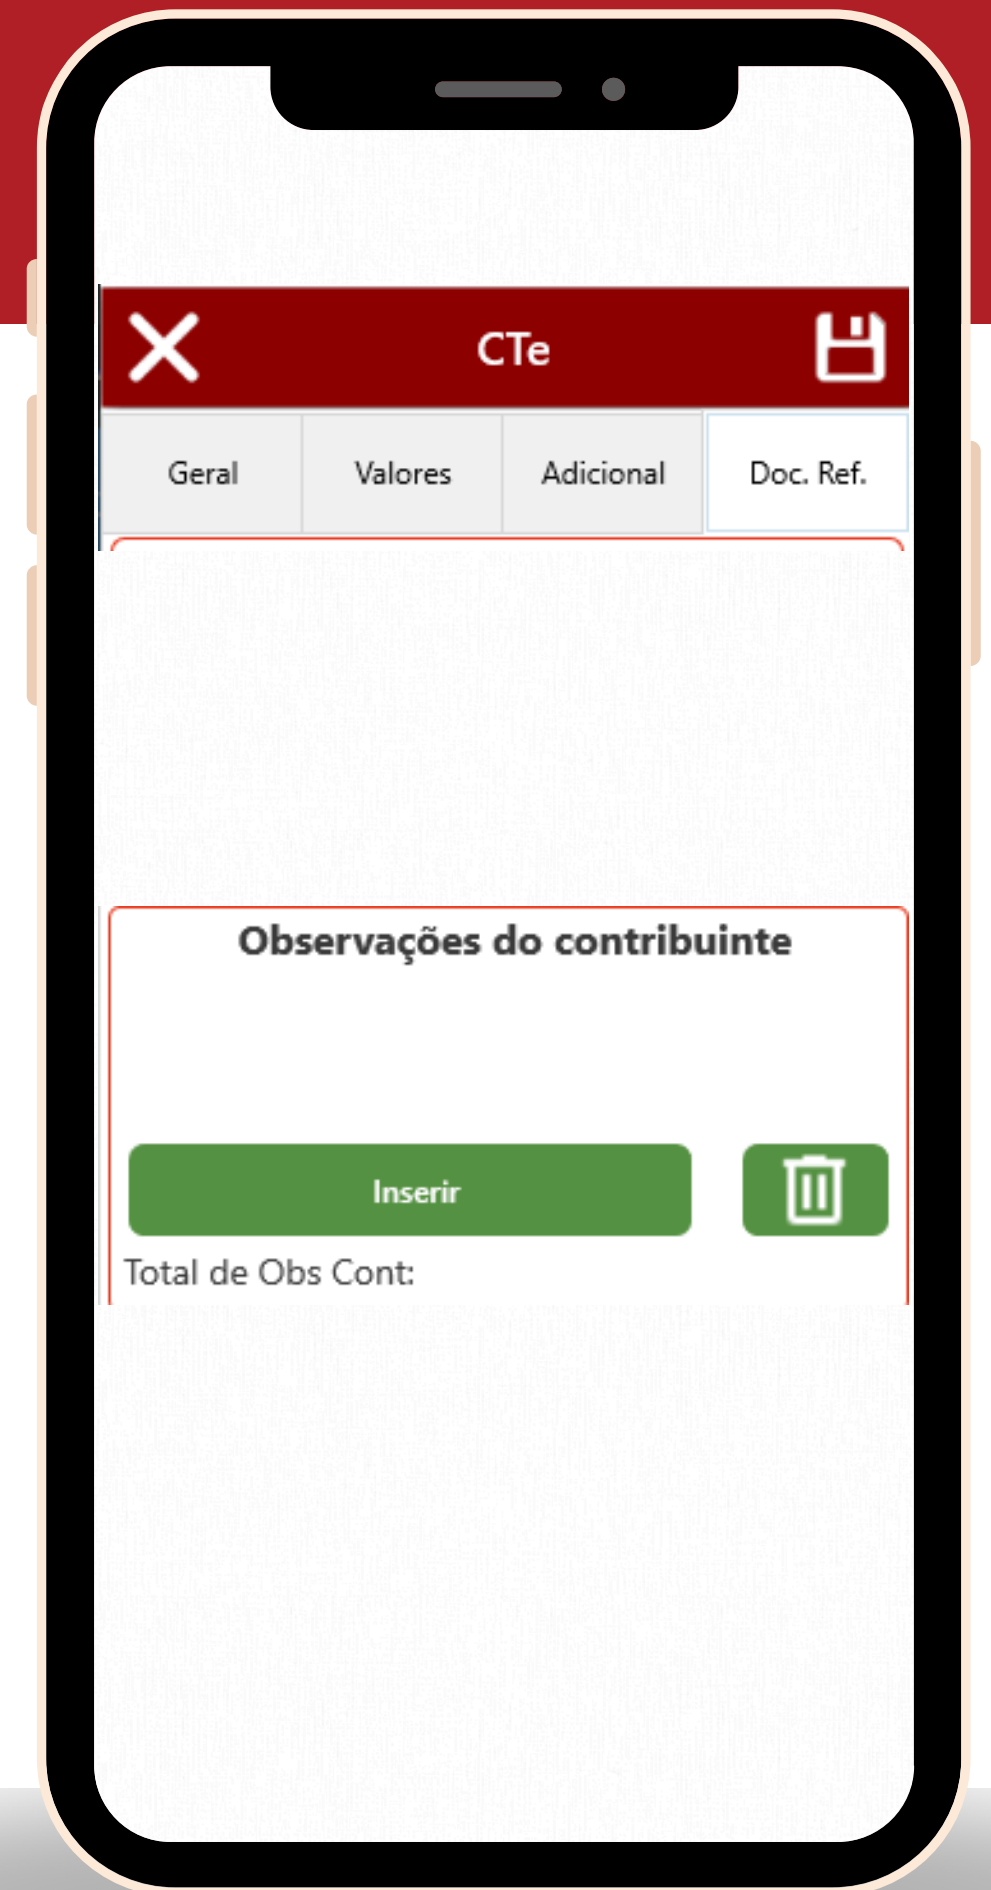 CTe
Geral Valores Adicional Doc. Ref.
Observações do contribuinte
Inserir
Total de Obs Cont: